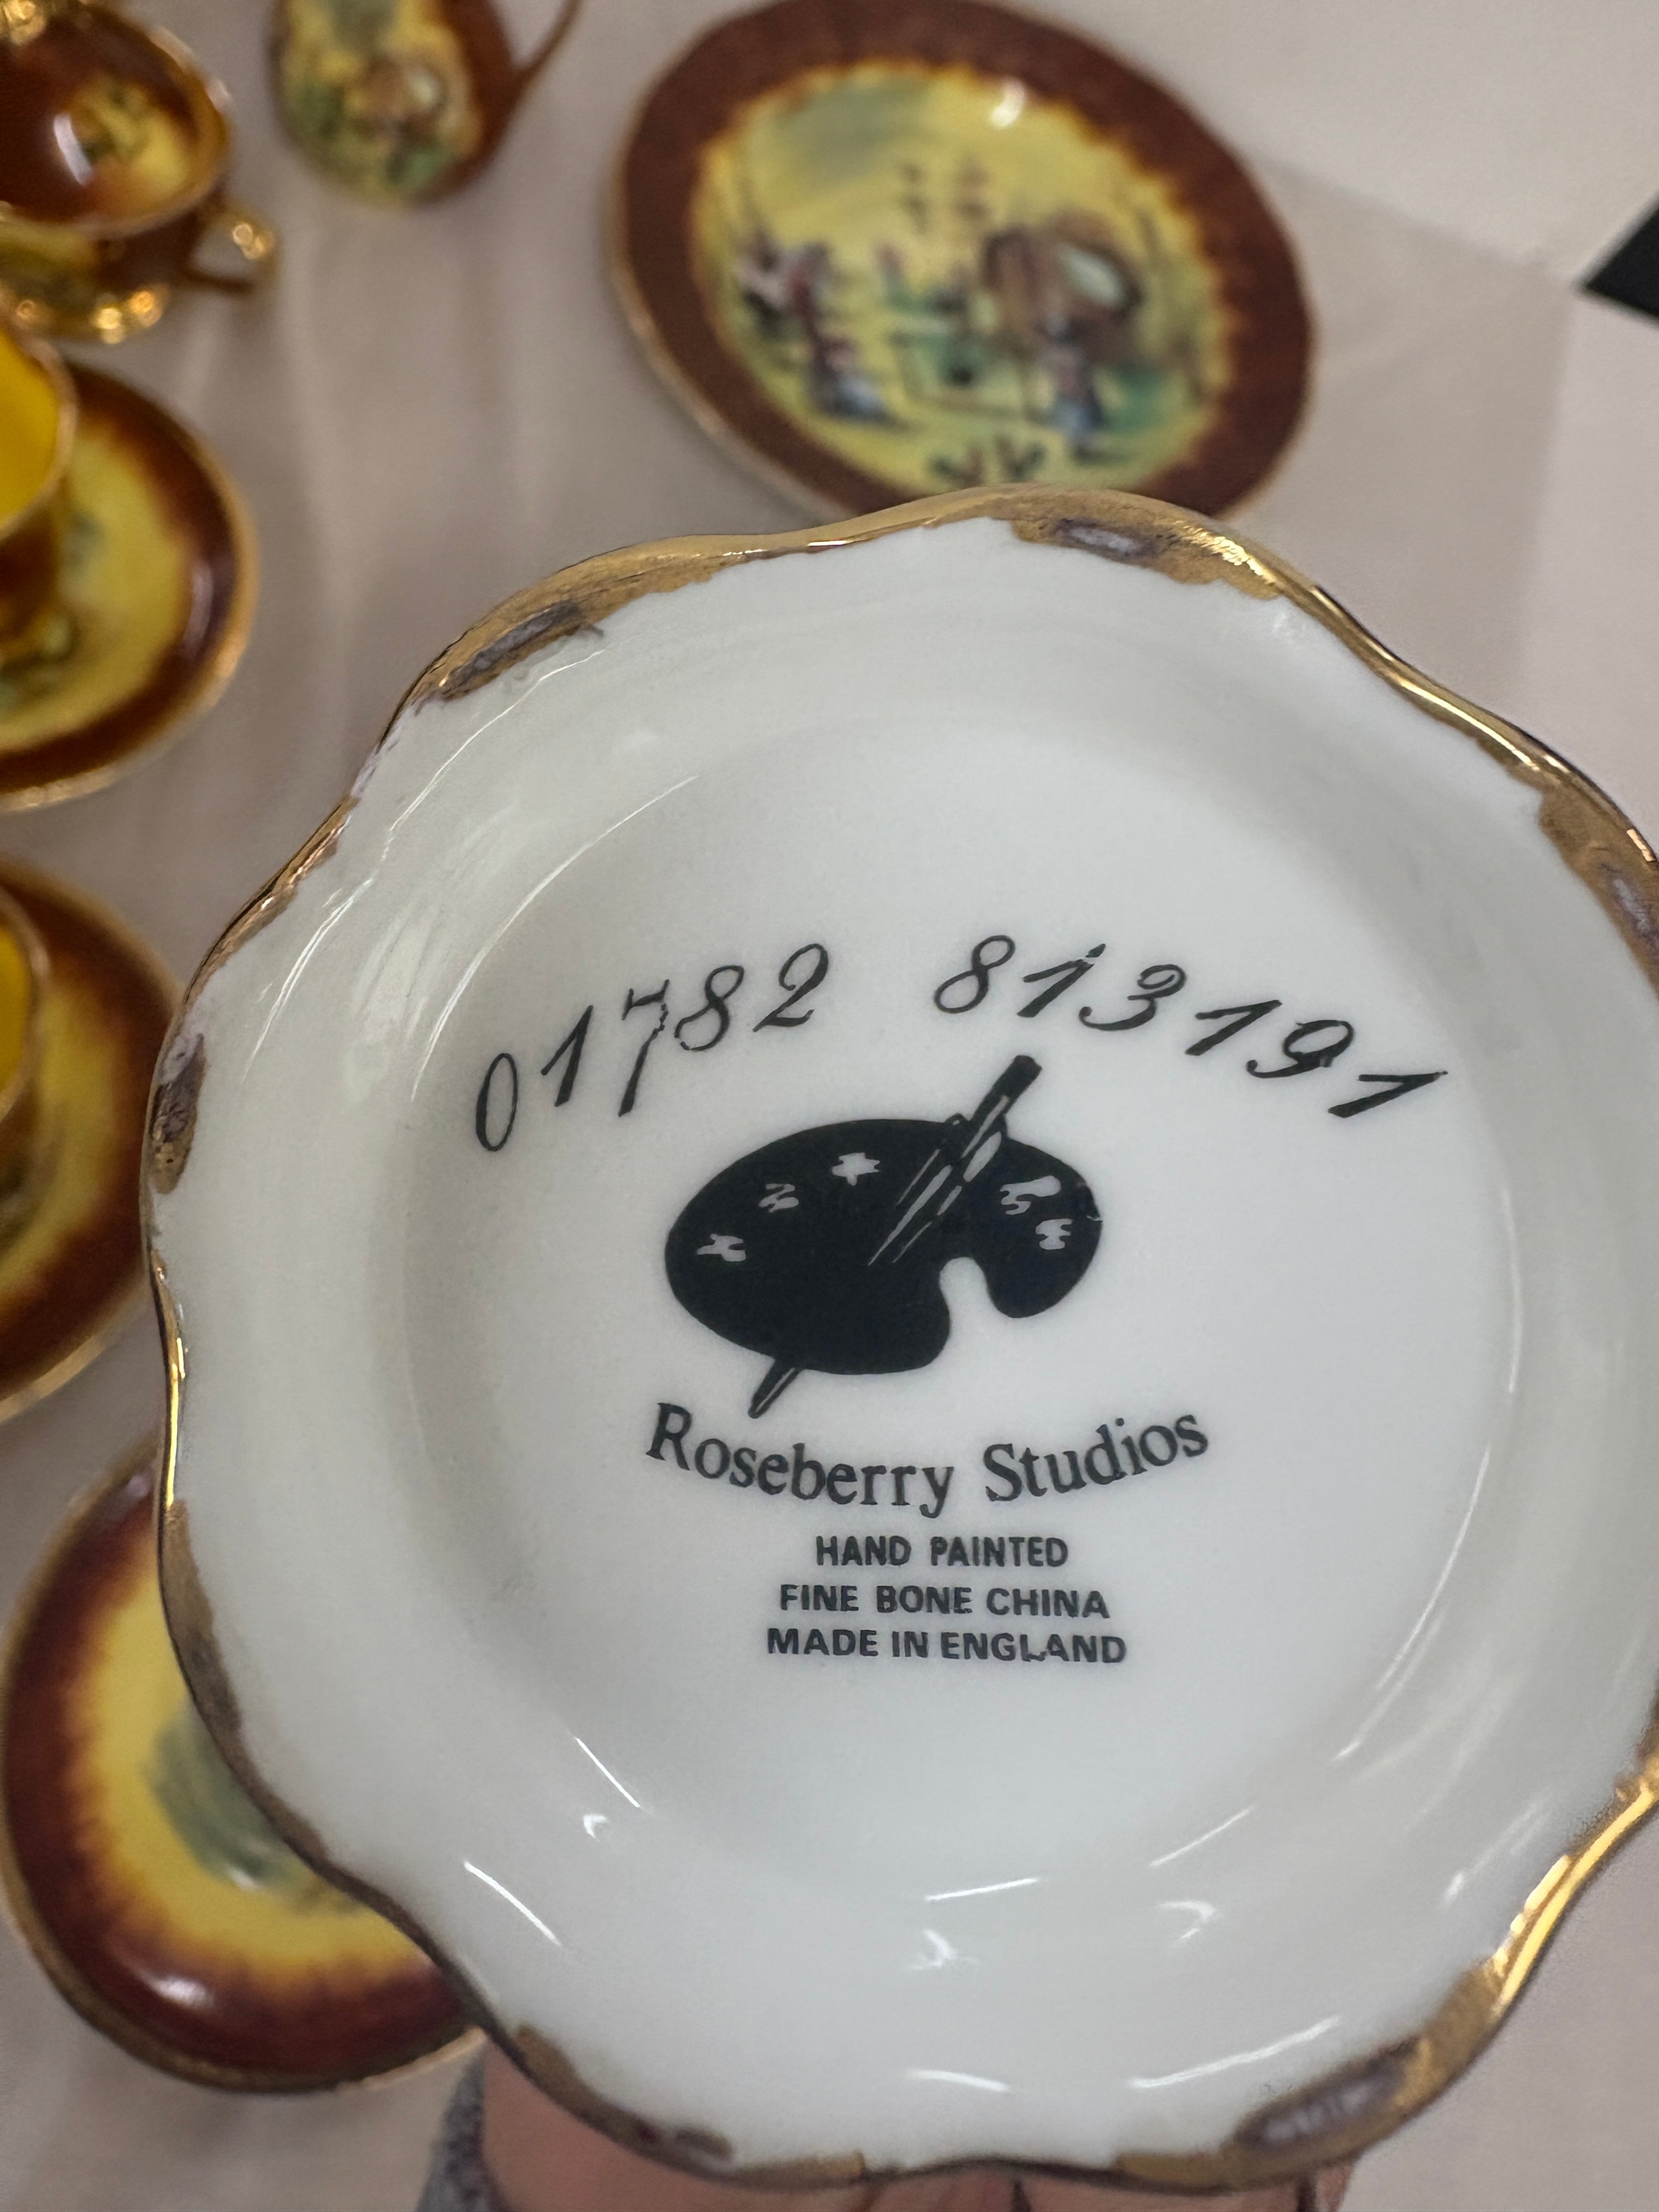 01782 813191
Roseberry Studios
HAND PAINTED
FINE BONE CHINA
MADE IN ENGLAND